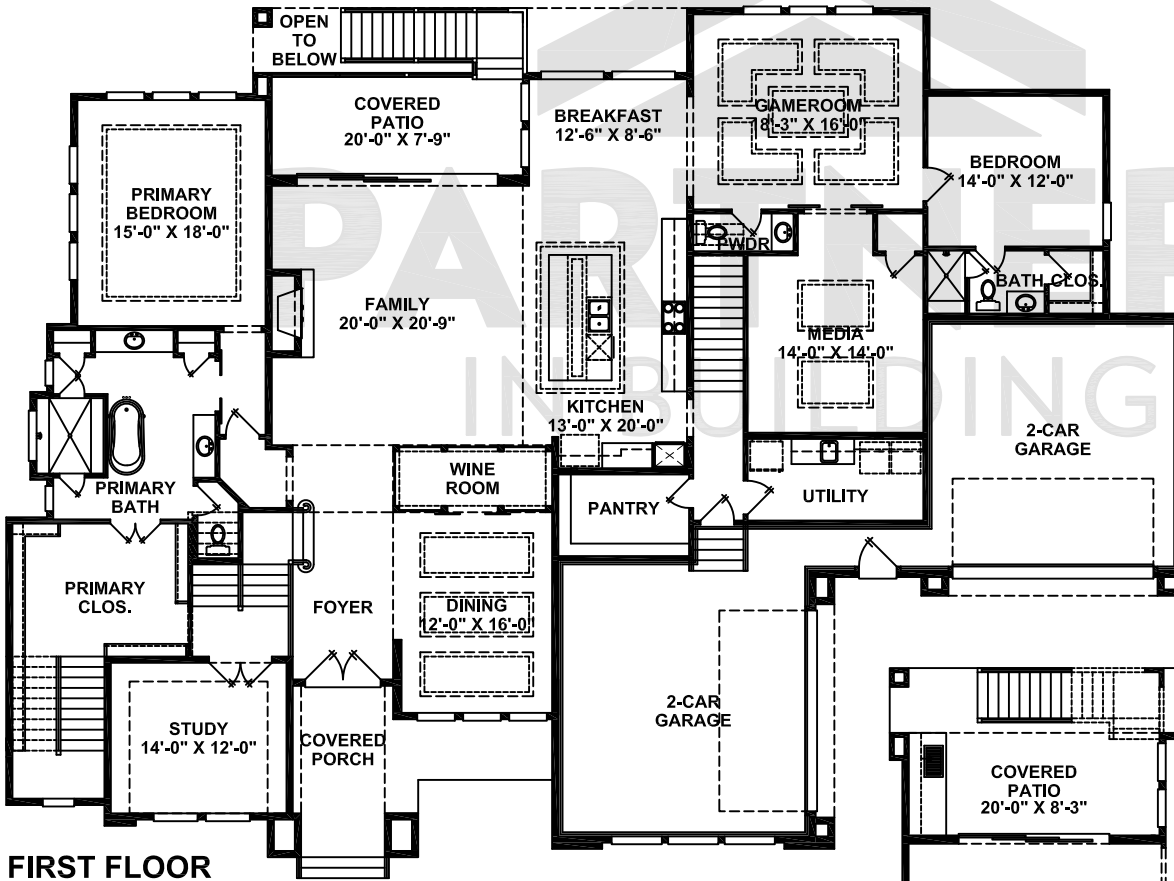 OPEN
TO
BELOW
COVERED
PATIO
20'-0" X 7'-9"
BREAKFAST
12'-6" X 8'-6"
GAMEROOM
18'-3" X 16'-0"
BEDROOM
14'-0" X 12'-0"
PRIMARY
BEDROOM
15'-0" X 18'-0"
PWDR
BATH
CLOS.
FAMILY
20'-0" X 20'-9"
MEDIA
14'-0" X 14'-0"
KITCHEN
13'-0" X 20'-0"
2-CAR
GARAGE
WINE
ROOM
PRIMARY
BATH
PANTRY
UTILITY
PRIMARY
CLOS.
FOYER
DINING
12'-0" X 16'-0"
STUDY
14'-0" X 12'-0"
COVERED
PORCH
2-CAR
GARAGE
COVERED
PATIO
20'-0" X 8'-3"
FIRST FLOOR
PARTNE
IN BUILDING